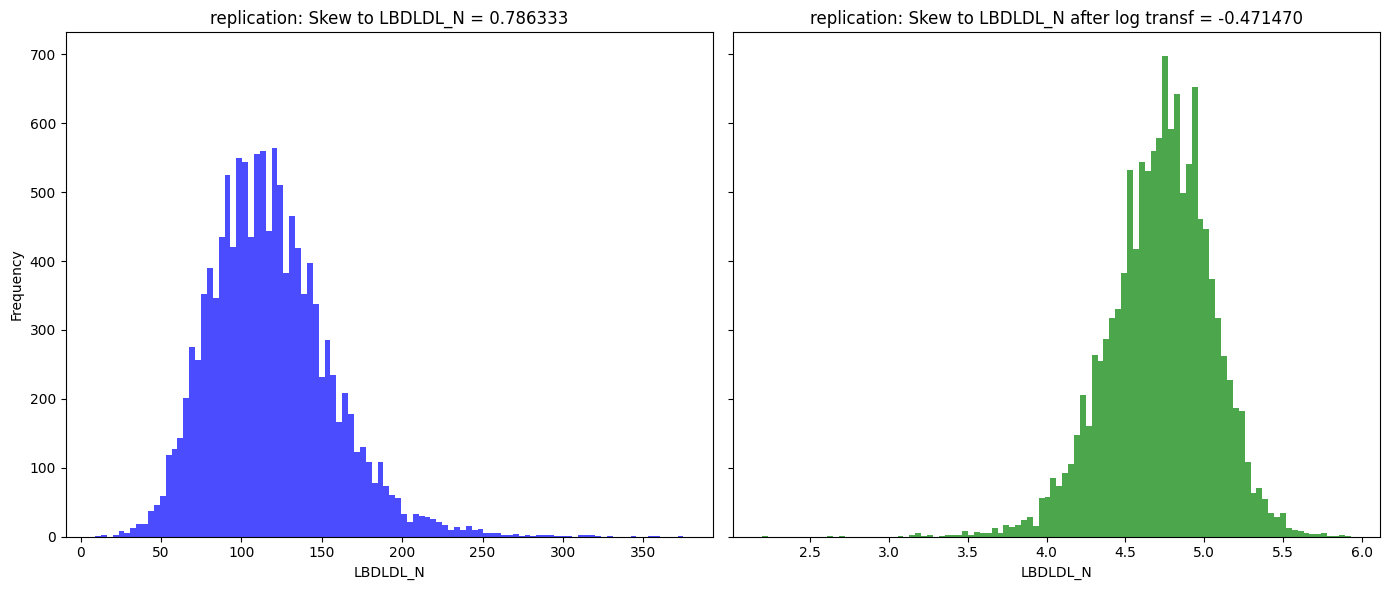 replication: Skew to LBDLDL_N = 0.786333
700
600
500
400
300
200
100
0
Frequency
0 50 100 150 200 250 300 350
LBDLDL_N
replication: Skew to LBDLDL_N after log transf = -0.471470
2.5 3.0 3.5 4.0 4.5 5.0 5.5 6.0
LBDLDL_N